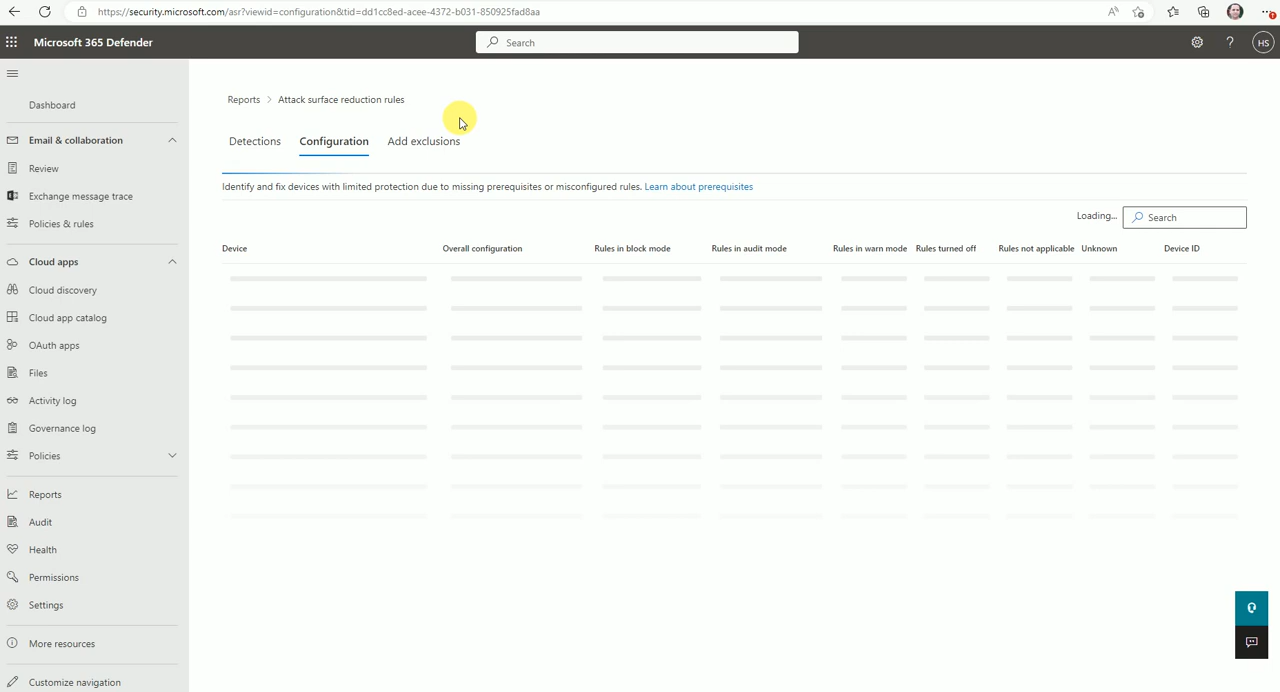 https://security.microsoft.com/asr?viewid=configuration&tid=dd1cc8ed-acee-4372-b031-850925fad8aa
Microsoft 365 Defender
Search
HS
Dashboard
Email & collaboration
Review
Exchange message trace
Policies & rules
Cloud apps
Cloud discovery
Cloud app catalog
OAuth apps
Files
Activity log
Governance log
Policies
Reports
Audit
Health
Permissions
Settings
More resources
Customize navigation
Reports > Attack surface reduction rules
Detections Configuration Add exclusions
Identify and fix devices with limited protection due to missing prerequisites or misconfigured rules. Learn about prerequisites
Loading... Search
Device Overall configuration Rules in block mode Rules in audit mode Rules in warn mode Rules turned off Rules not applicable Unknown Device ID